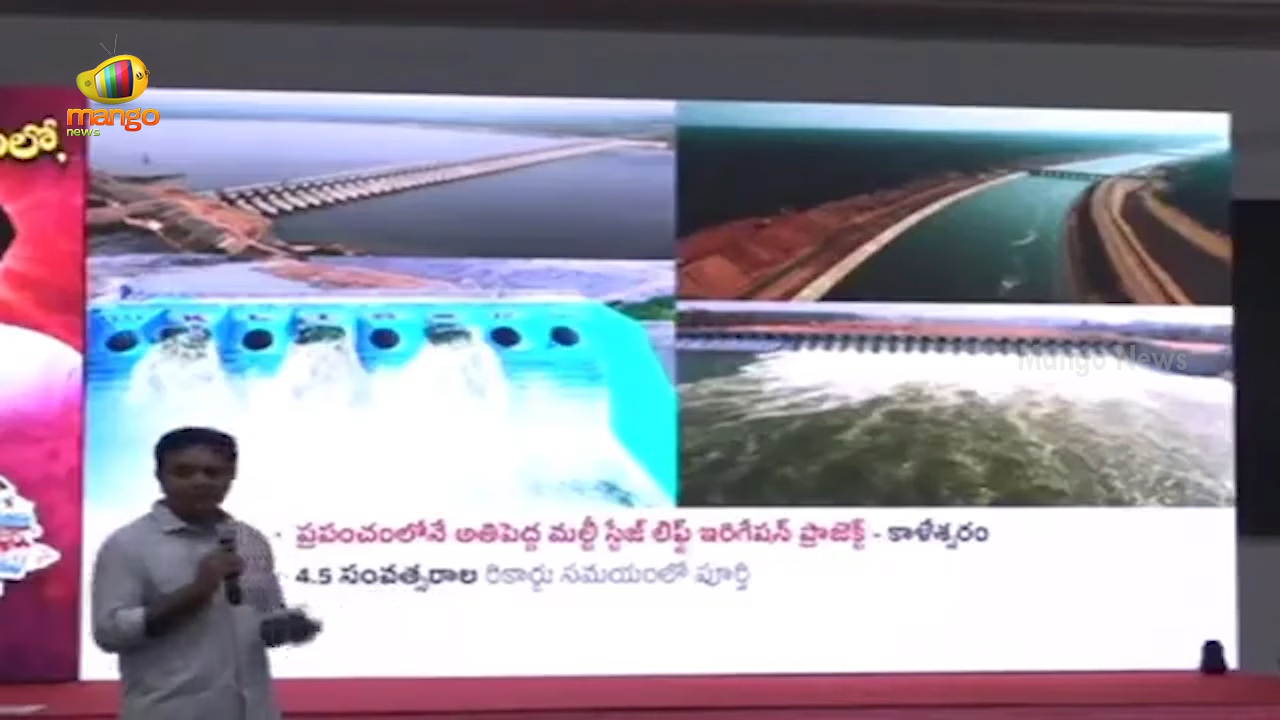 mango
news
లో,
Mango News
ప్రపంచంలోనే అతిపెద్ద మల్టీ స్టేజ్ లిఫ్ట్ ఇరిగేషన్ ప్రాజెక్ట్ - కాళేశ్వరం
4.5 సంవత్సరాల రికార్డు సమయంలో పూర్తి